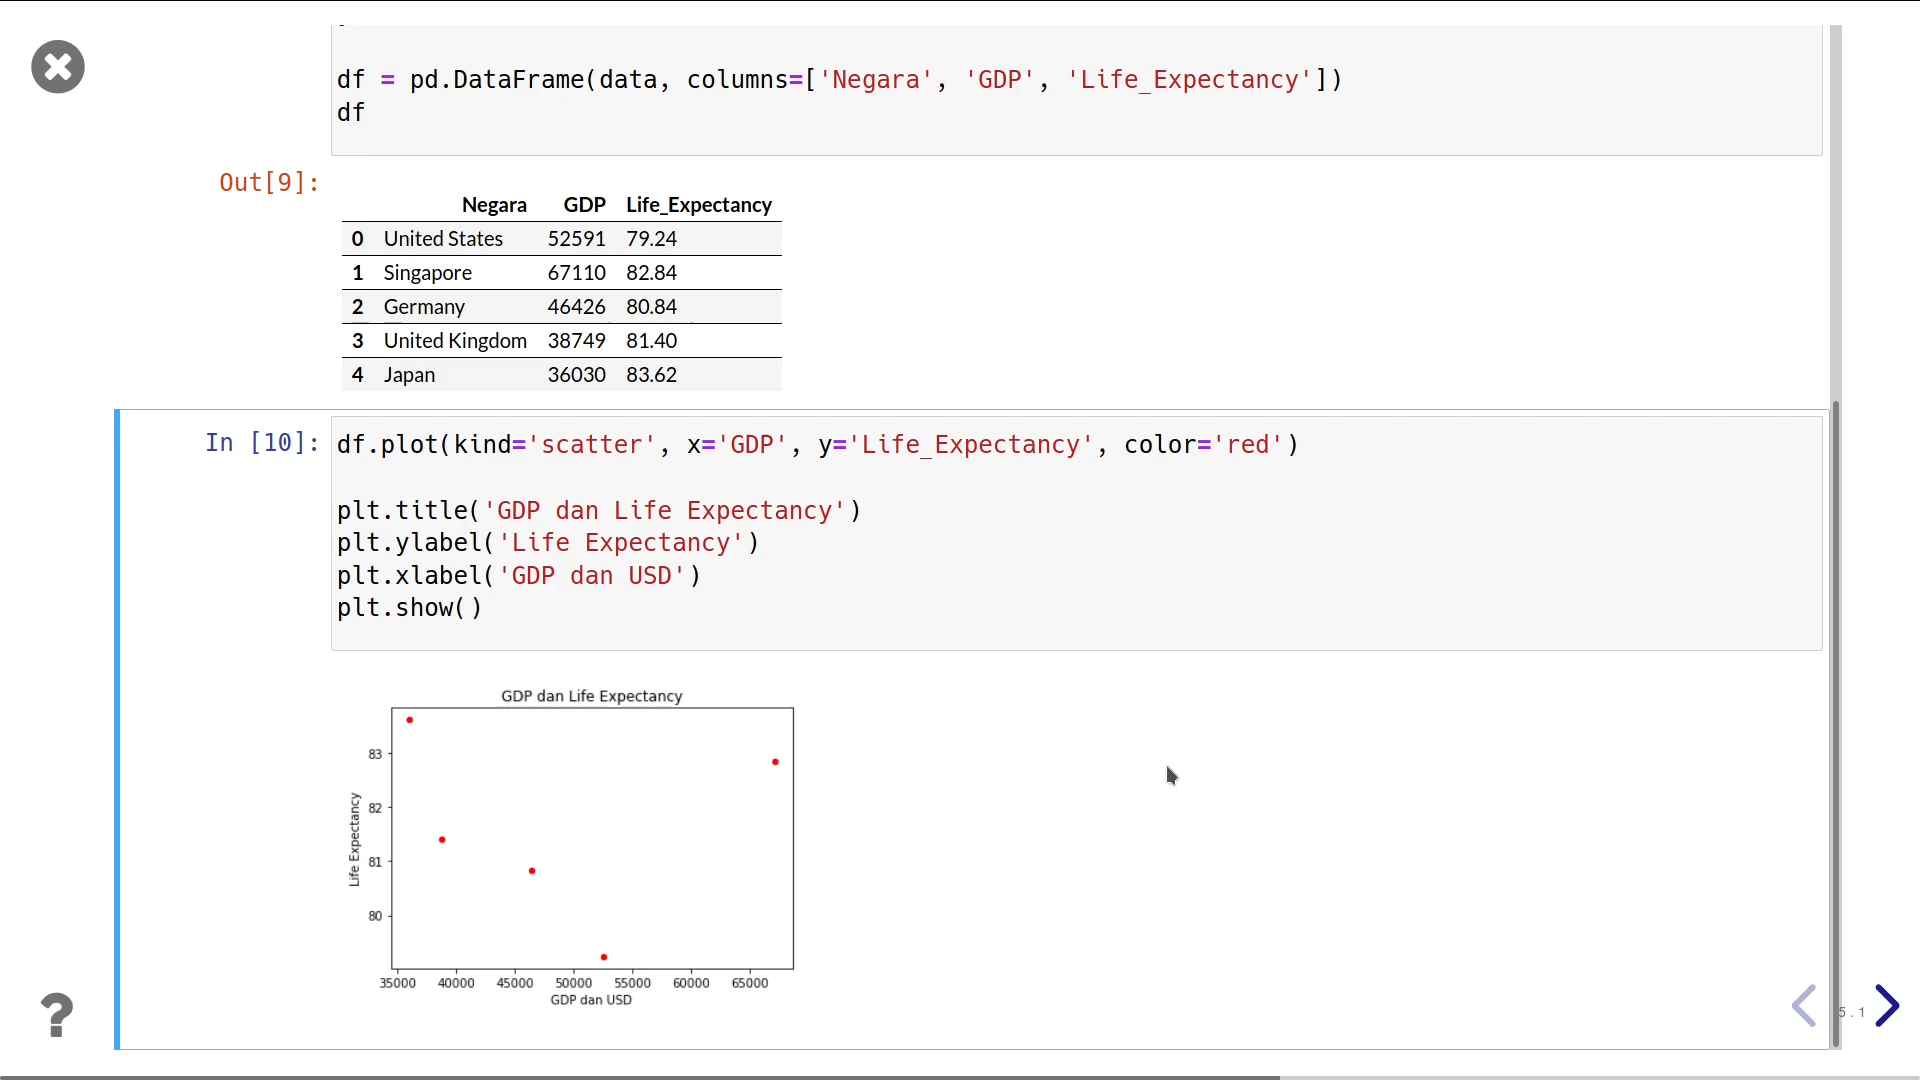 df = pd.DataFrame(data, columns=['Negara', 'GDP', 'Life_Expectancy'])
df
Out[9]:
Negara GDP Life_Expectancy
0 United States 52591 79.24
1 Singapore 67110 82.84
2 Germany 46426 80.84
3 United Kingdom 38749 81.40
4 Japan 36030 83.62
In [10]: df.plot(kind='scatter', x='GDP', y='Life_Expectancy', color='red')
plt.title('GDP dan Life Expectancy')
plt.ylabel('Life Expectancy')
plt.xlabel('GDP dan USD')
plt.show()
GDP dan Life Expectancy
83
82
81
80
Life Expectancy
35000 40000 45000 50000 55000 60000 65000
GDP dan USD
?
5.1